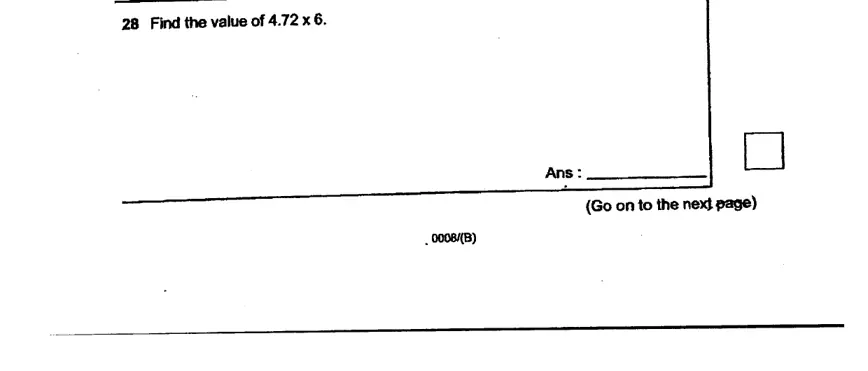 28 Find the value of 4.72 x 6.
Ans :
(Go on to the next page)
0008/(B)